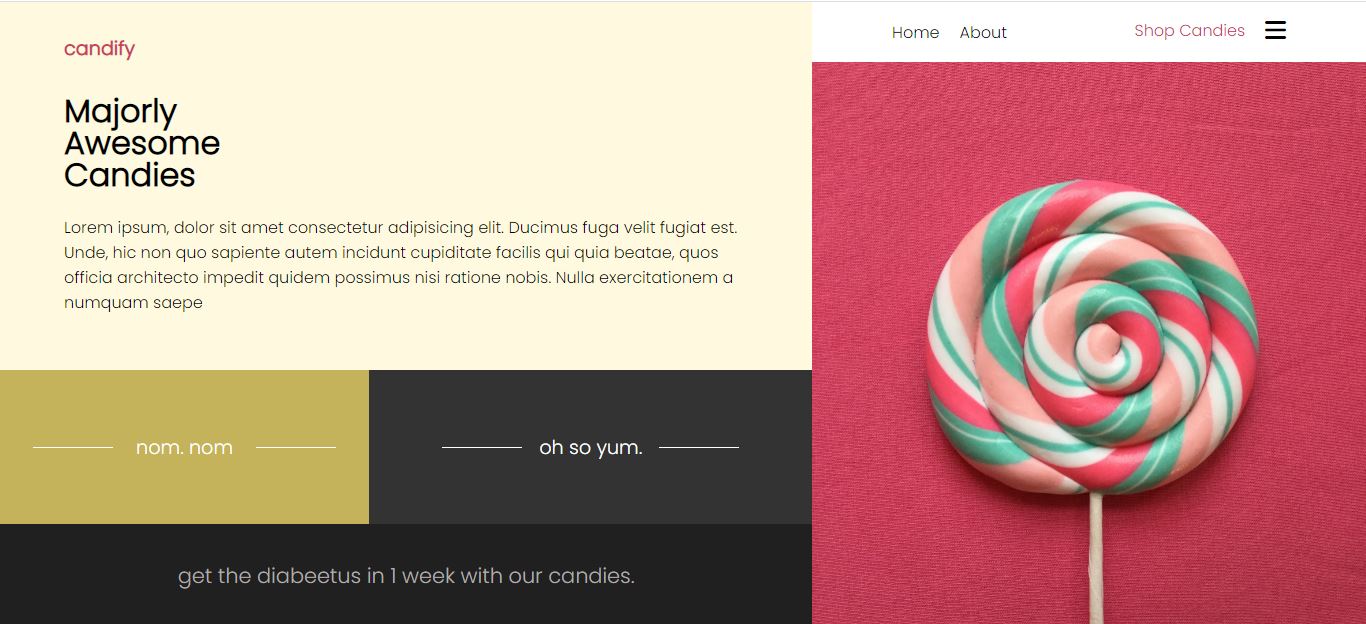 candify
Home About Shop Candies
Majorly
Awesome
Candies
Lorem ipsum, dolor sit amet consectetur adipisicing elit. Ducimus fuga velit fugiat est.
Unde, hic non quo sapiente autem incidunt cupiditate facilis qui quia beatae, quos
officia architecto impedit quidem possimus nisi ratione nobis. Nulla exercitationem a
numquam saepe
nom. nom
oh so yum.
get the diabeetus in 1 week with our candies.